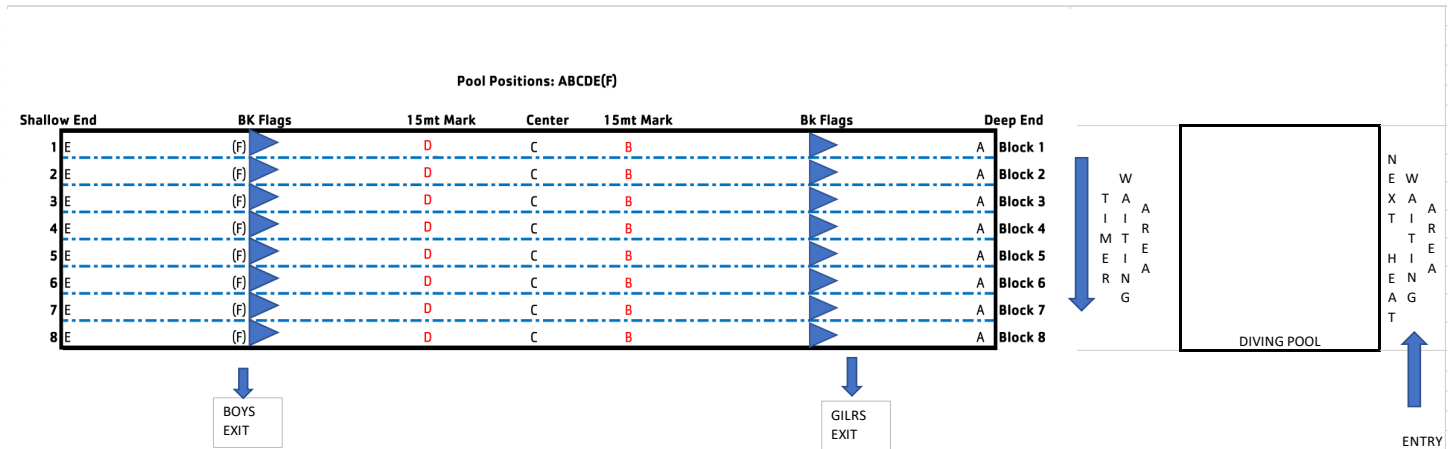 Pool Positions: ABCDE(F)
Shallow End BK Flags 15mt Mark Center 15mt Mark Bk Flags Deep End
1 E (F) D C B A Block 1
2 E (F) D C B A Block 2
3 E (F) D C B A Block 3
4 E (F) D C B A Block 4
5 E (F) D C B A Block 5
6 E (F) D C B A Block 6
7 E (F) D C B A Block 7
8 E (F) D C B A Block 8
BOYS
EXIT
GILRS
EXIT
TIMER
WAITING
AREA
DIVING POOL
NEXT HEAT
WAITING
AREA
ENTRY